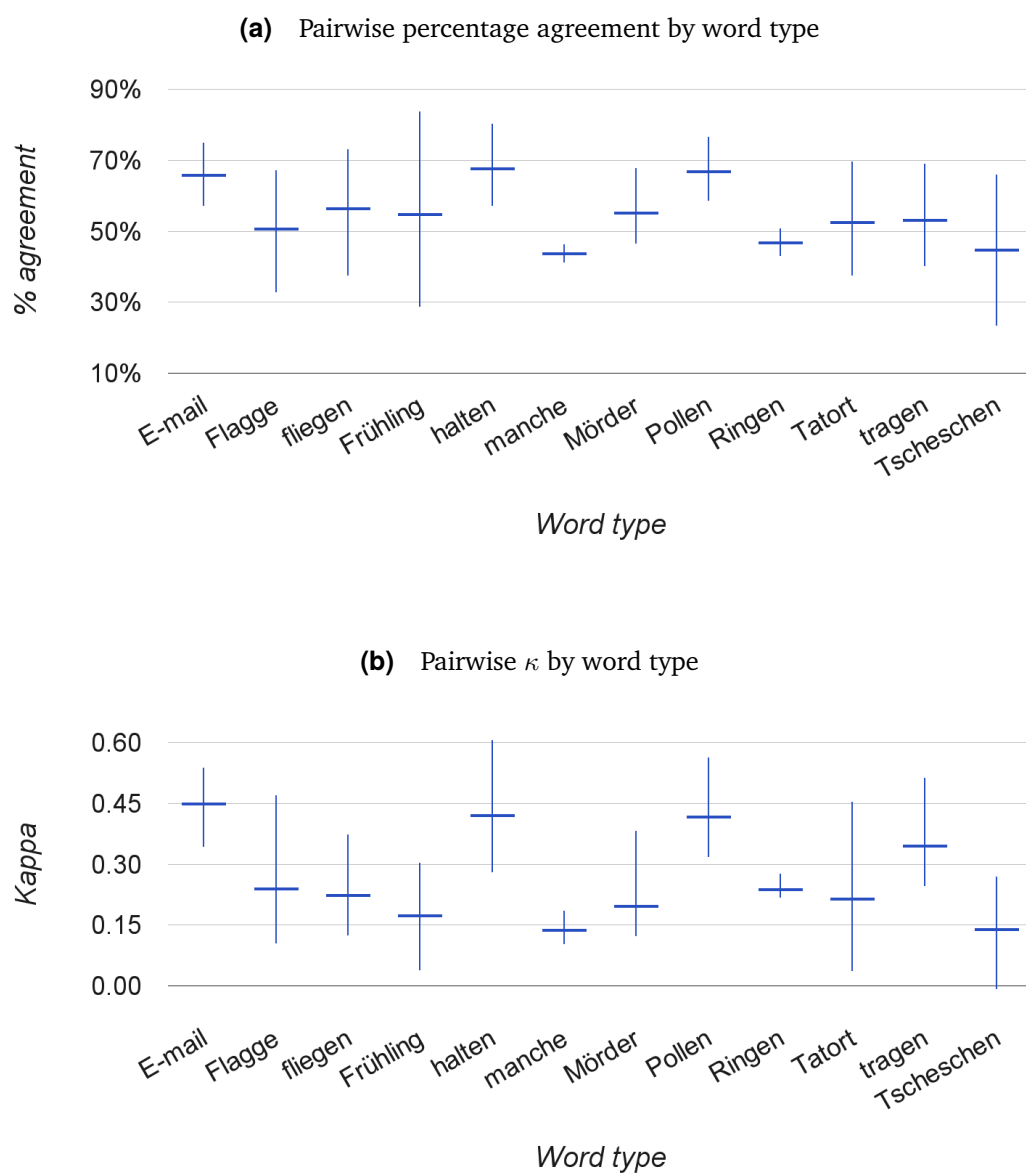 (a) Pairwise percentage agreement by word type
90%
70%
50%
30%
10%
% agreement
E-mail
Flagge
fliegen
Frühling
halten
manche
Mörder
Pollen
Ringen
Tatort
tragen
Tscheschen
Word type
(b) Pairwise κ by word type
0.60
0.45
0.30
0.15
0.00
Kappa
E-mail
Flagge
fliegen
Frühling
halten
manche
Mörder
Pollen
Ringen
Tatort
tragen
Tscheschen
Word type